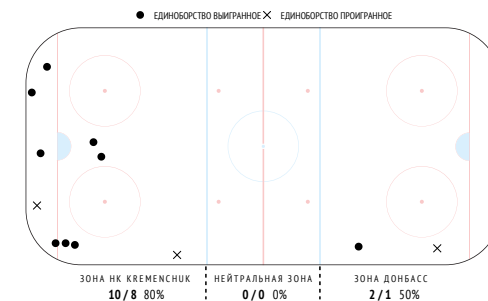 ЕДИНОБОРСТВО ВЫИГРАННОЕ ЕДИНОБОРСТВО ПРОИГРАННОЕ
ЗОНА НК KREMENCHUK НЕЙТРАЛЬНАЯ ЗОНА ЗОНА ДОНБАСС
10/8 80% 0/0 0% 2/1 50%